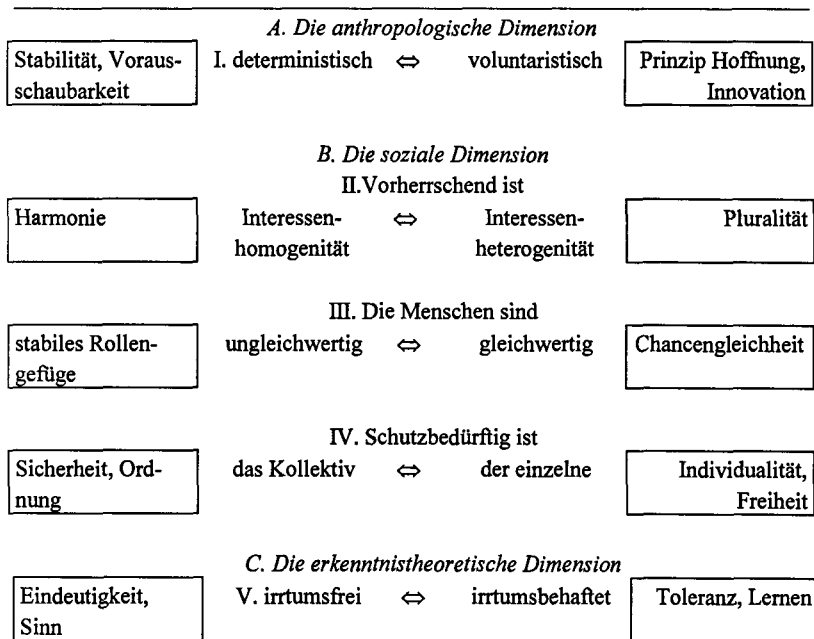 A. Die anthropologische Dimension
Stabilität, Voraus- I. deterministisch ⇔ voluntaristisch Prinzip Hoffnung,
schaubarkeit Innovation
B. Die soziale Dimension
II.Vorherrschend ist
Harmonie Interessen- ⇔ Interessen- Pluralität
homogenität heterogenität
III. Die Menschen sind
stabiles Rollen- ungleichwertig ⇔ gleichwertig Chancengleichheit
gefüge
IV. Schutzbedürftig ist
Sicherheit, Ord- das Kollektiv ⇔ der einzelne Individualität,
nung Freiheit
C. Die erkenntnistheoretische Dimension
Eindeutigkeit, V. irrtumsfrei ⇔ irrtumsbehaftet Toleranz, Lernen
Sinn